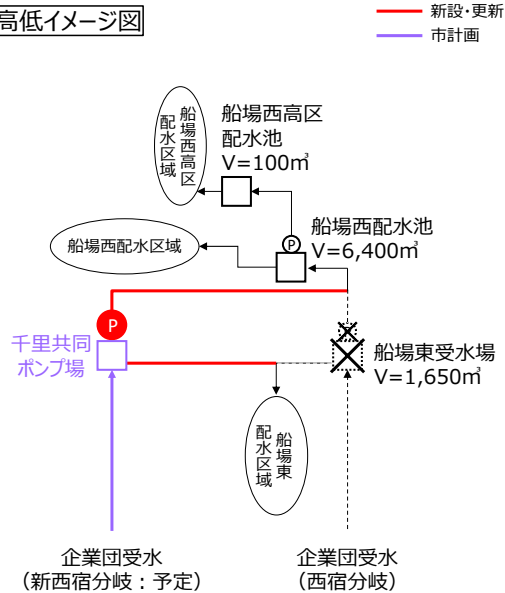 高低イメージ図
新設・更新
市計画
船場西高区
配水区域
船場西高区
配水池
V=100㎥
P
船場西配水池
V=6,400㎥
船場西配水区域
P
千里共同
ポンプ場
P
船場東受水場
V=1,650㎥
船場東
配水区域
企業団受水
（新西宿分岐：予定）
企業団受水
（西宿分岐）